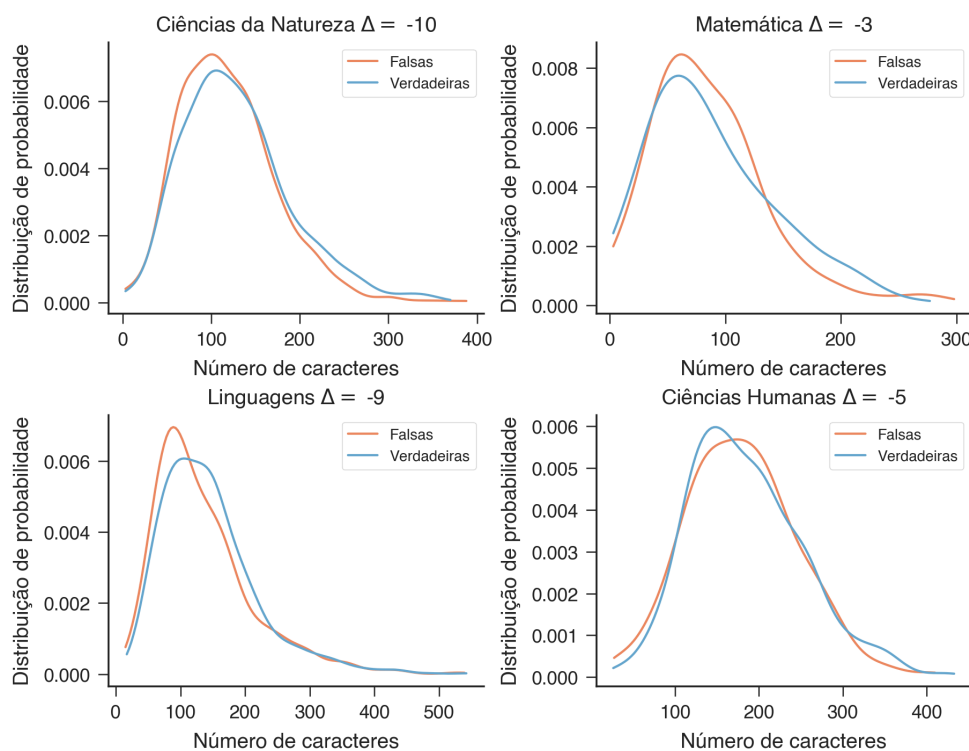 Ciências da Natureza Δ = -10
Distribuição de probabilidade
0.006
0.004
0.002
0.000
Falsas
Verdadeiras
0
100
200
300
400
Número de caracteres
Matemática Δ = -3
Distribuição de probabilidade
0.008
0.006
0.004
0.002
0.000
Falsas
Verdadeiras
0
100
200
300
Número de caracteres
Linguagens Δ = -9
Distribuição de probabilidade
0.006
0.004
0.002
0.000
Falsas
Verdadeiras
0
100
200
300
400
500
Número de caracteres
Ciências Humanas Δ = -5
Distribuição de probabilidade
0.006
0.005
0.004
0.003
0.002
0.001
0.000
Falsas
Verdadeiras
100
200
300
400
Número de caracteres